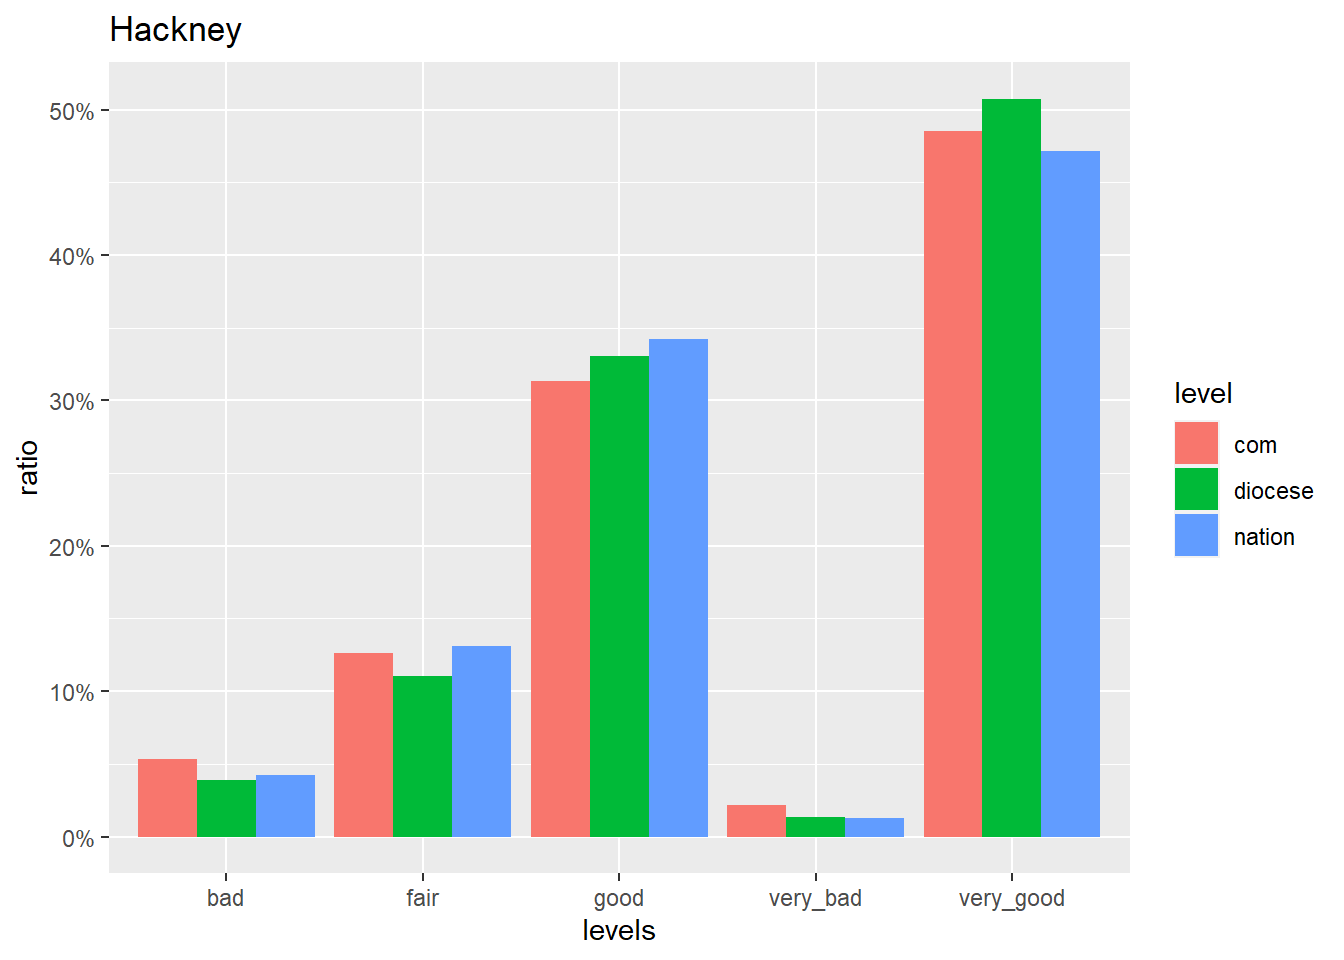 Hackney
50%
40%
30%
20%
10%
0%
ratio
bad fair good very_bad very_good
levels
level
com
diocese
nation